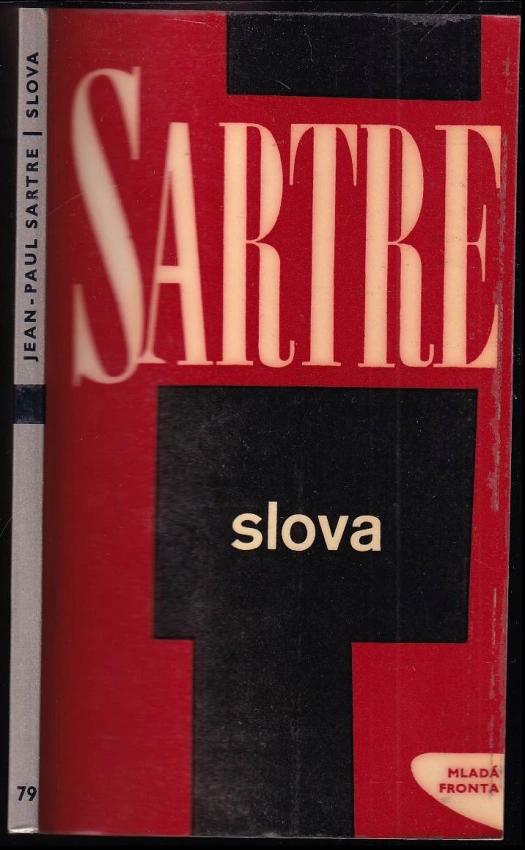 JEAN-PAUL SARTRE | SLOVA
79
SARTRE
slova
MLADÁ
FRONTA